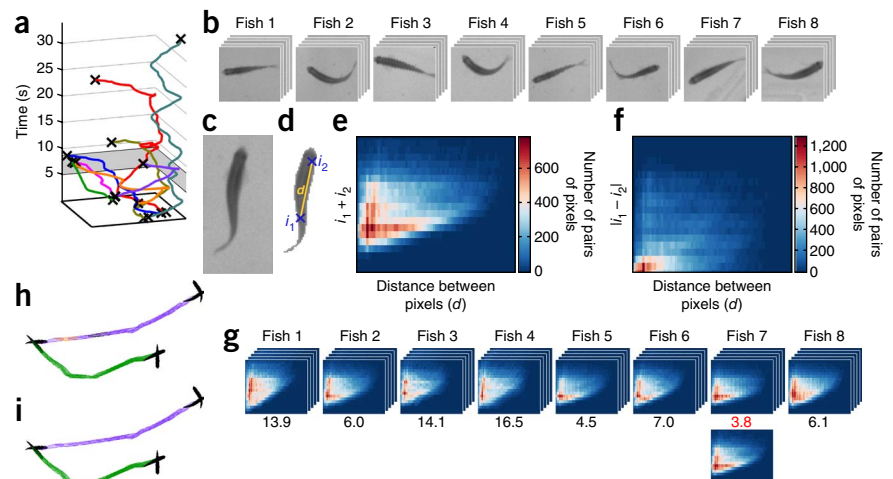 a
Time (s)
30
25
20
15
10
5
b
Fish 1 Fish 2 Fish 3 Fish 4 Fish 5 Fish 6 Fish 7 Fish 8
c
d
i2
d
i1
e
i1 + i2
Distance between
pixels (d)
600
400
200
0
Number of pairs
of pixels
f
|i1 − i2|
Distance between
pixels (d)
1,200
1,000
800
600
400
200
0
Number of pairs
of pixels
h
i
g
Fish 1 Fish 2 Fish 3 Fish 4 Fish 5 Fish 6 Fish 7 Fish 8
13.9 6.0 14.1 16.5 4.5 7.0 3.8 6.1